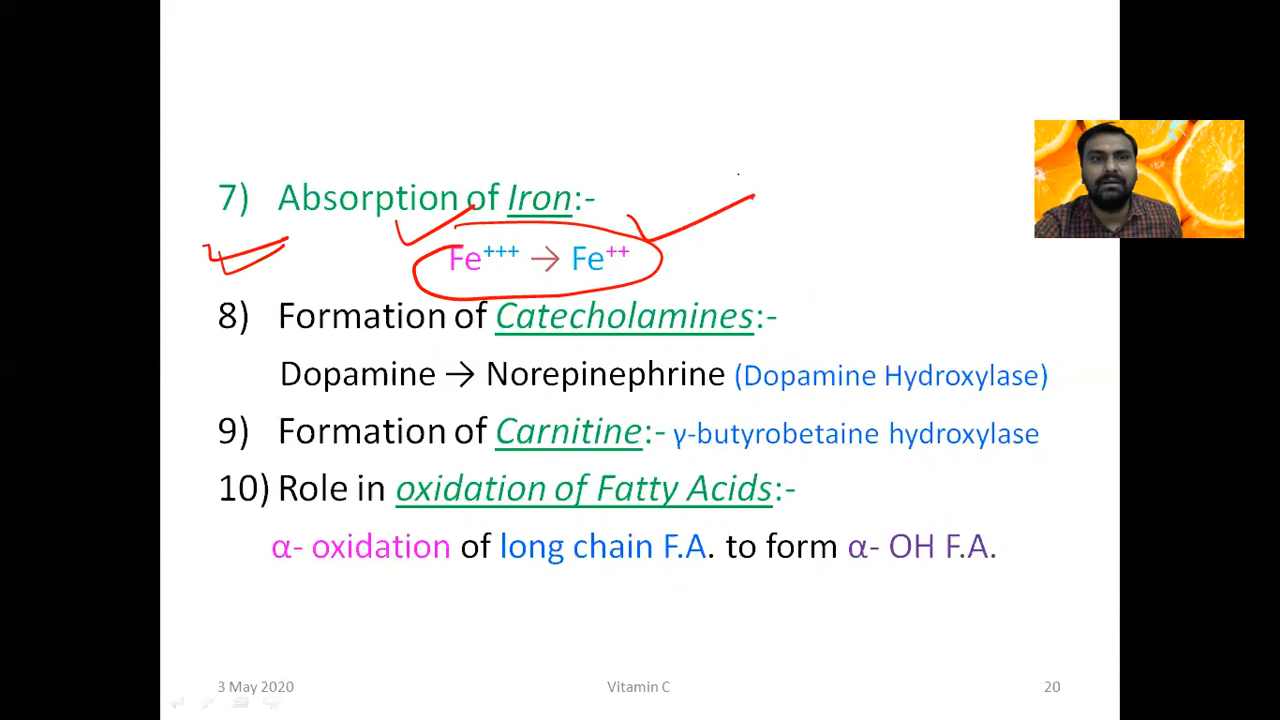 7) Absorption of Iron:-
Fe+++ → Fe++
8) Formation of Catecholamines:-
Dopamine → Norepinephrine (Dopamine Hydroxylase)
9) Formation of Carnitine:- γ-butyrobetaine hydroxylase
10) Role in oxidation of Fatty Acids:-
α- oxidation of long chain F.A. to form α- OH F.A.
3 May 2020 Vitamin C 20